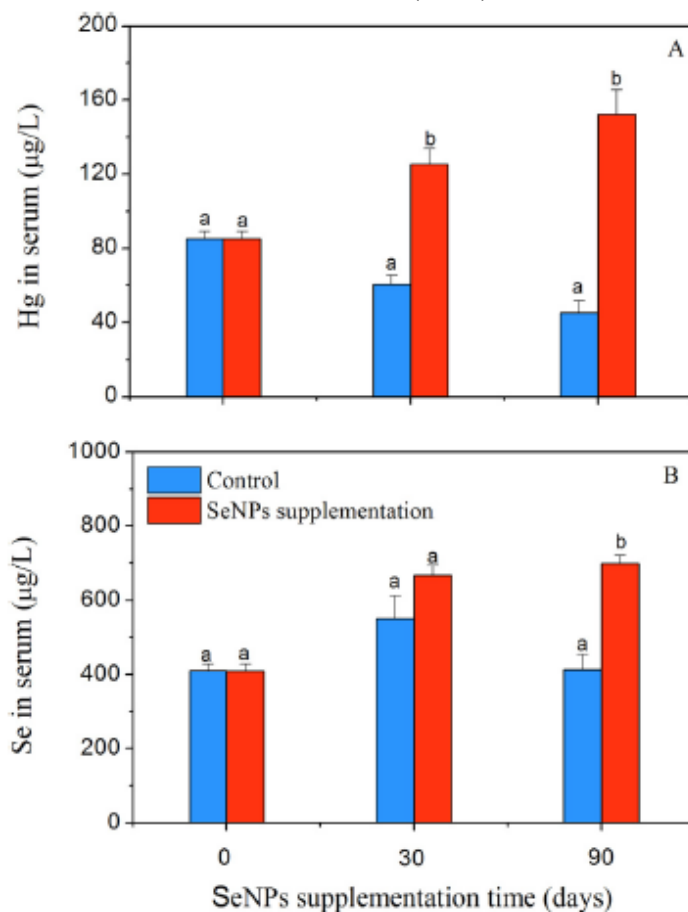 200
A
160
b
b
120
a
a
80
a
a
40
0
Hg in serum (μg/L)
1000
Control
B
SeNPs supplementation
800
a
b
a
600
a
a
a
400
200
0
Se in serum (μg/L)
0
30
90
SeNPs supplementation time (days)